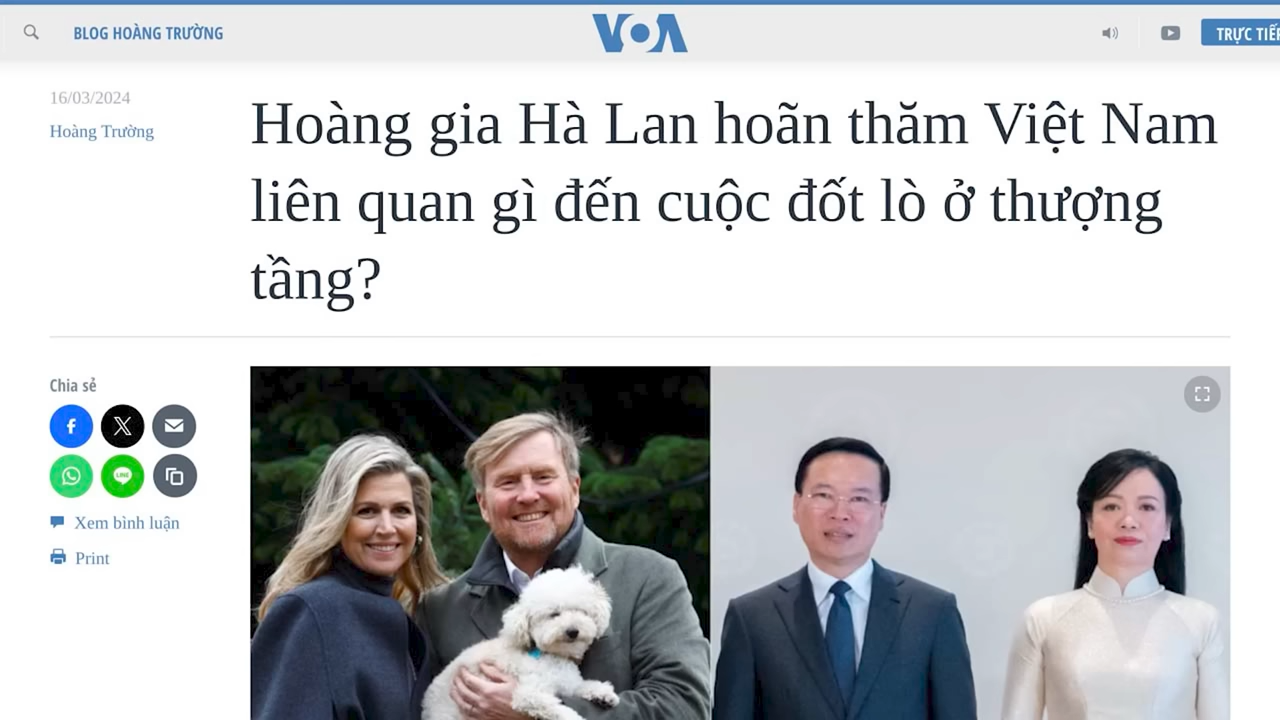 BLOG HOÀNG TRƯỜNG
VOA
TRỰC TIẾ
16/03/2024
Hoàng Trường
Hoàng gia Hà Lan hoãn thăm Việt Nam
liên quan gì đến cuộc đốt lò ở thượng
tầng?
Chia sẻ
LINE
Xem bình luận
Print